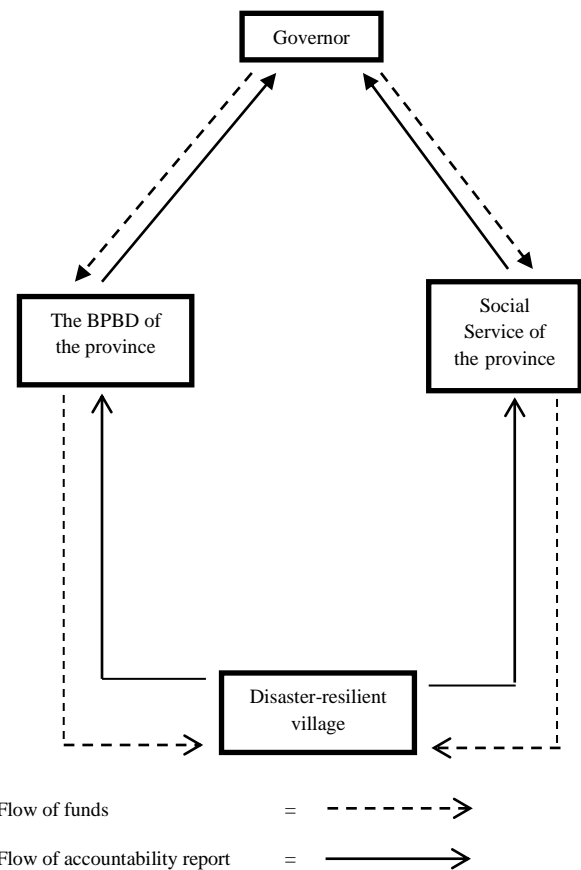 Governor
The BPBD of
the province
Social
Service of
the province
Disaster-resilient
village
Flow of funds =
Flow of accountability report =